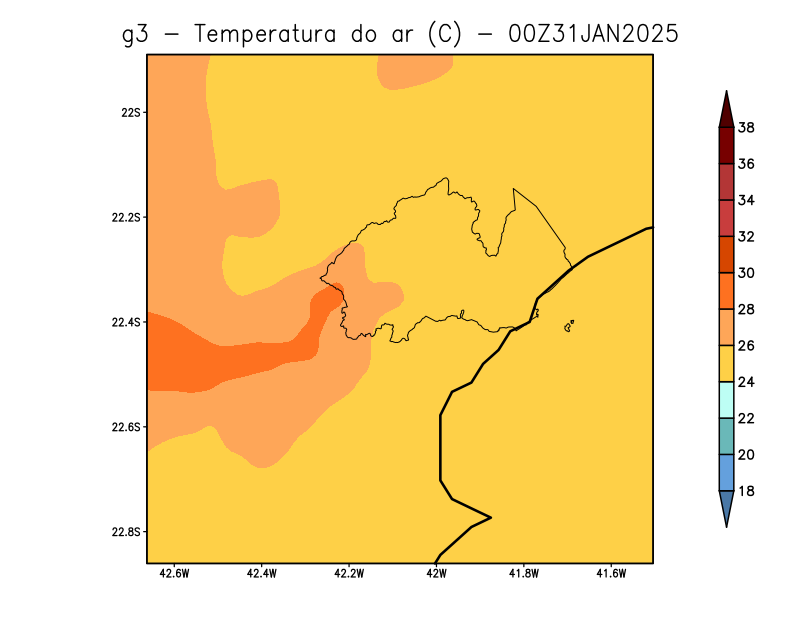 g3 − Temperatura do ar (C) − 00Z31JAN2025
22S
22.2S
22.4S
22.6S
22.8S
42.6W
42.4W
42.2W
42W
41.8W
41.6W
38
36
34
32
30
28
26
24
22
20
18